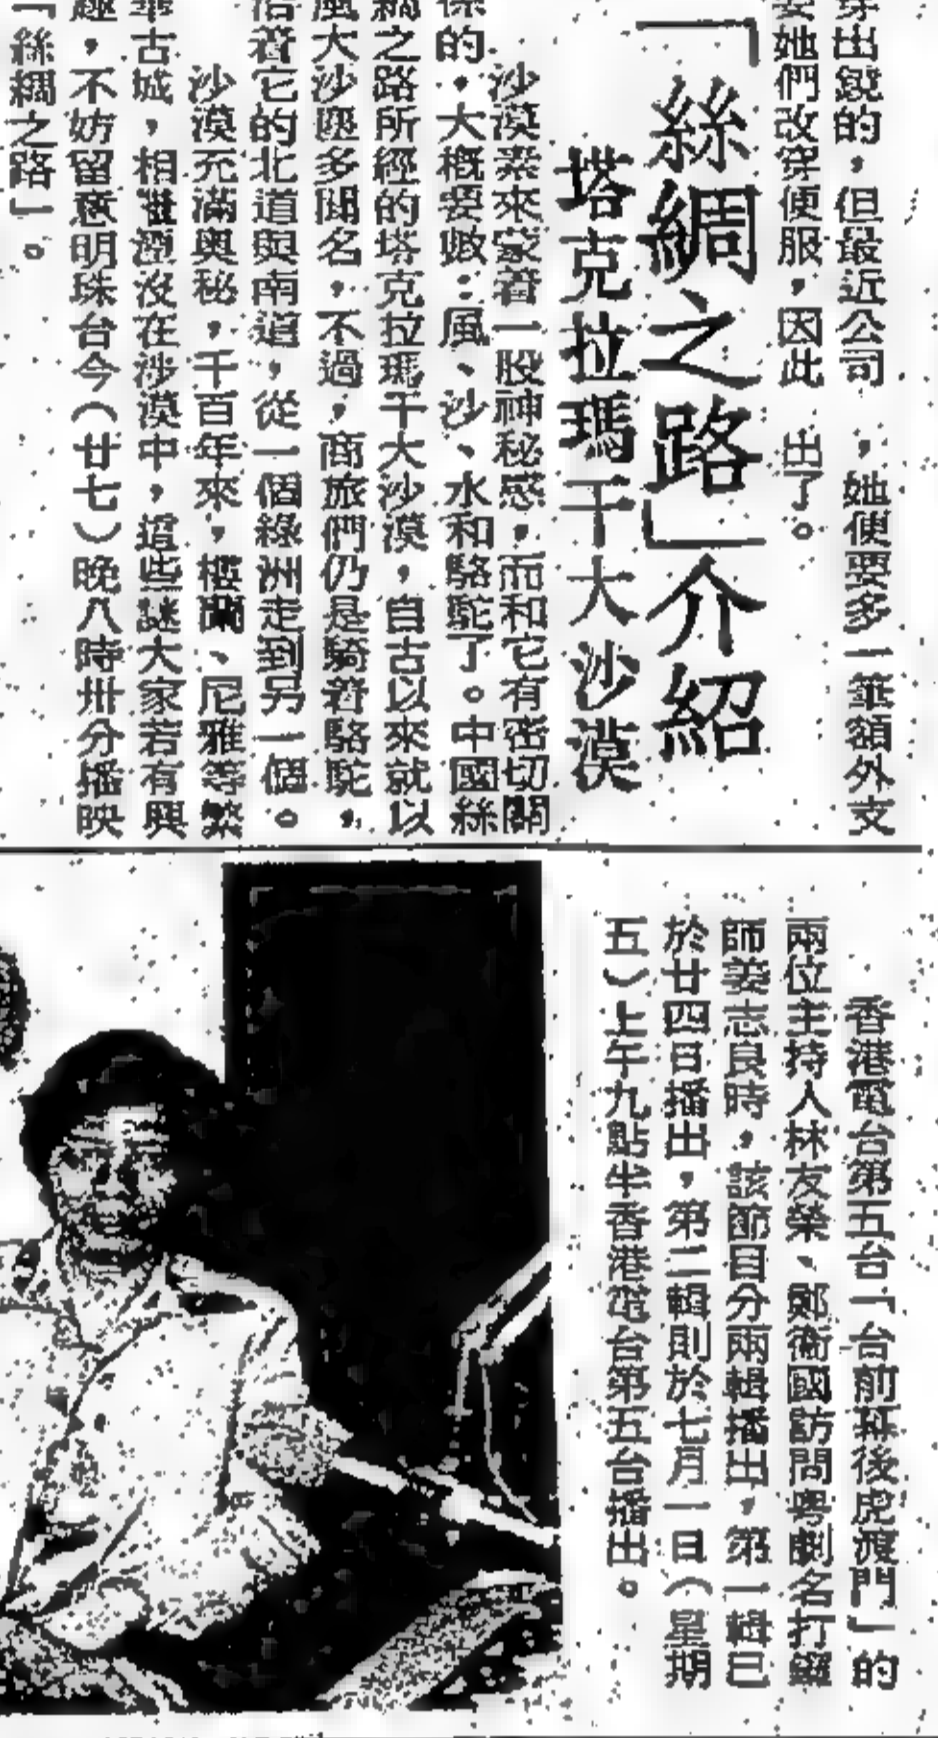 穿出鏡的，但最近公司　，她便要多一筆額外支
要她們改穿便服，因此　出了。
「絲綢之路」介紹
塔克拉瑪干大沙漠
沙漠素來蒙着一股神秘感，而和它有密切關
係的，大概要數：風、沙、水和駱駝了。中國絲
綢之路所經的塔克拉瑪干大沙漠，自古以來就以
風大沙區多聞名，不過，商旅們仍是騎着駱駝，
沿着它的北道與南道，從一個綠洲走到另一個。
沙漠充滿奧秘，千百年來，樓蘭、尼雅等繁
華古城，相繼湮沒在涉漠中，這些謎大家若有興
趣，不妨留意明珠台今（廿七）晚八時卅分播映
「絲綢之路」。
香港電台第五台「台前幕後虎渡門」的
兩位主持人林友榮、鄭衞國訪問粵劇名打鑼
師姜志良時，該節目分兩輯播出，第一輯已
於廿四日播出，第二輯則於七月一日（星期
五）上午九點半香港電台第五台播出。